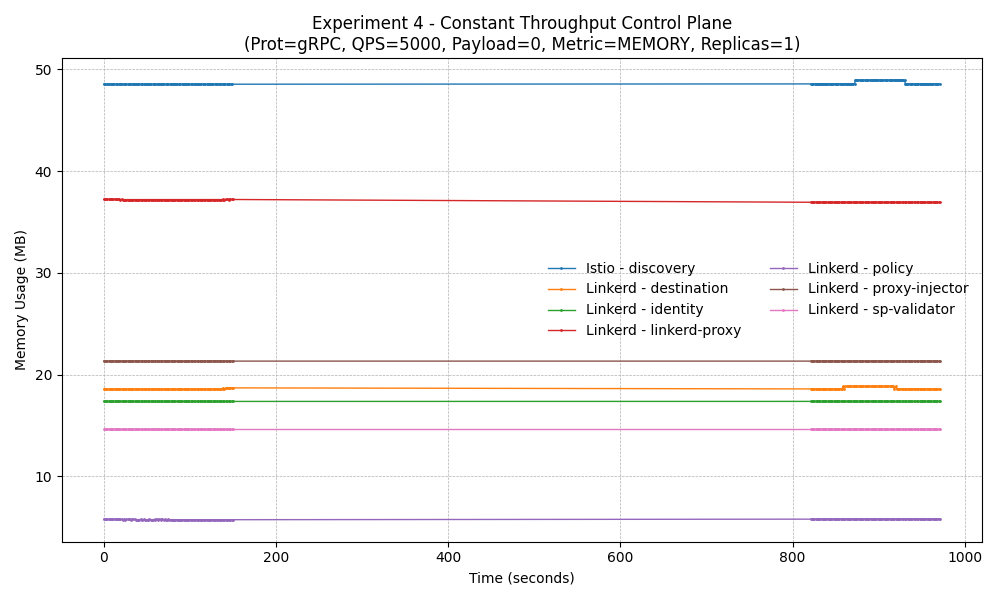 Experiment 4 - Constant Throughput Control Plane
(Prot=gRPC, QPS=5000, Payload=0, Metric=MEMORY, Replicas=1)
Memory Usage (MB)
50
40
30
20
10
Istio - discovery
Linkerd - destination
Linkerd - identity
Linkerd - linkerd-proxy
Linkerd - policy
Linkerd - proxy-injector
Linkerd - sp-validator
0 200 400 600 800 1000
Time (seconds)